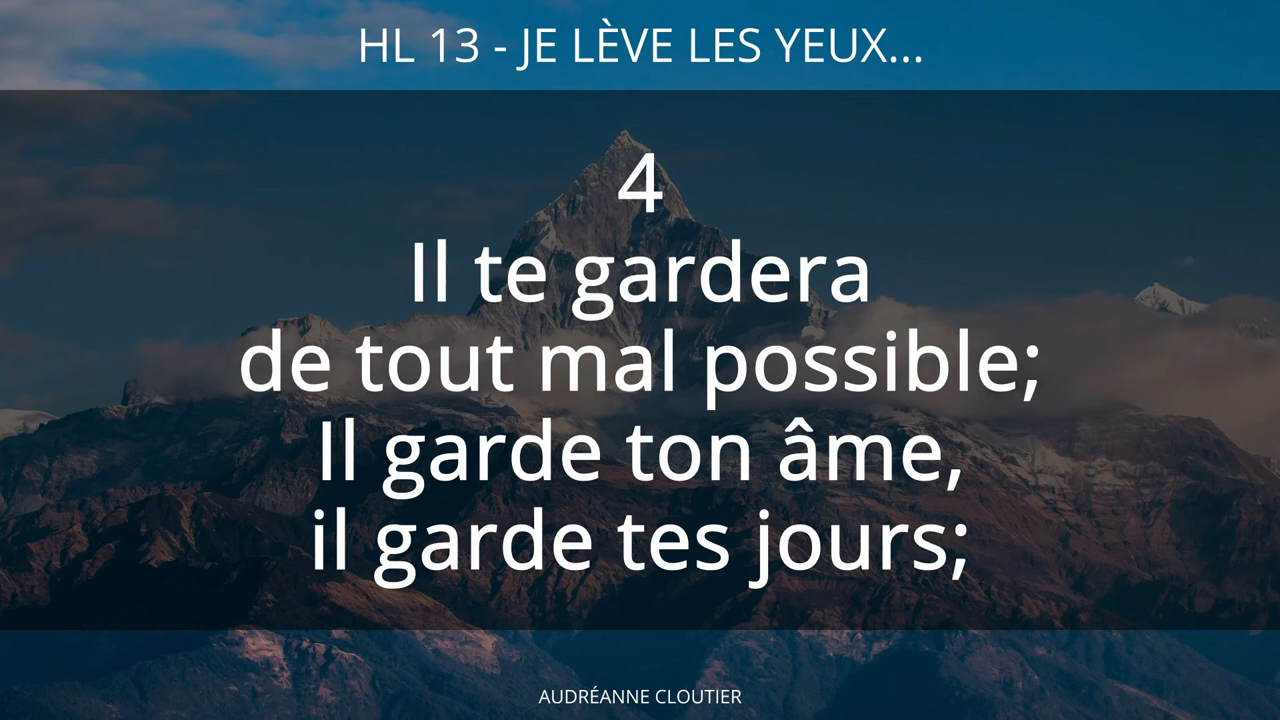 HL 13 - JE LÈVE LES YEUX...
4
Il te gardera
de tout mal possible;
Il garde ton âme,
il garde tes jours;
AUDRÉANNE CLOUTIER